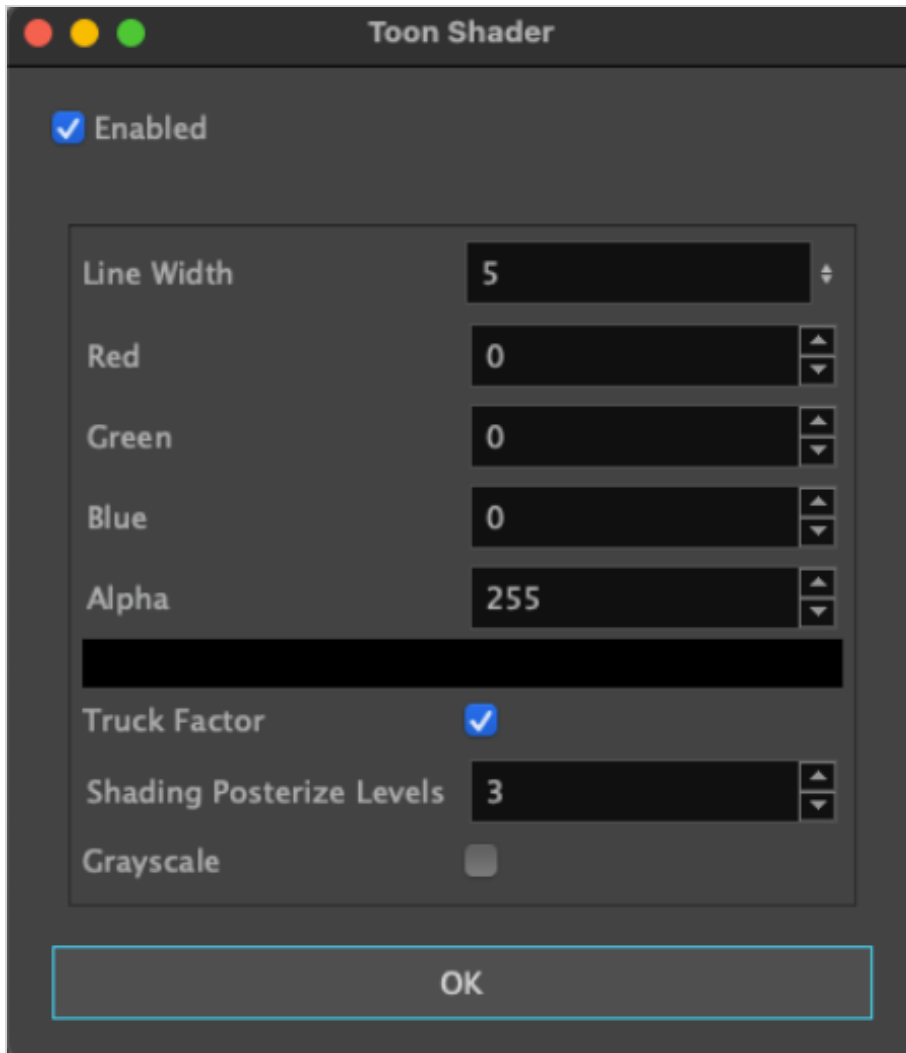 Toon Shader
Enabled
Line Width 5
Red 0
Green 0
Blue 0
Alpha 255
Truck Factor
Shading Posterize Levels 3
Grayscale
OK